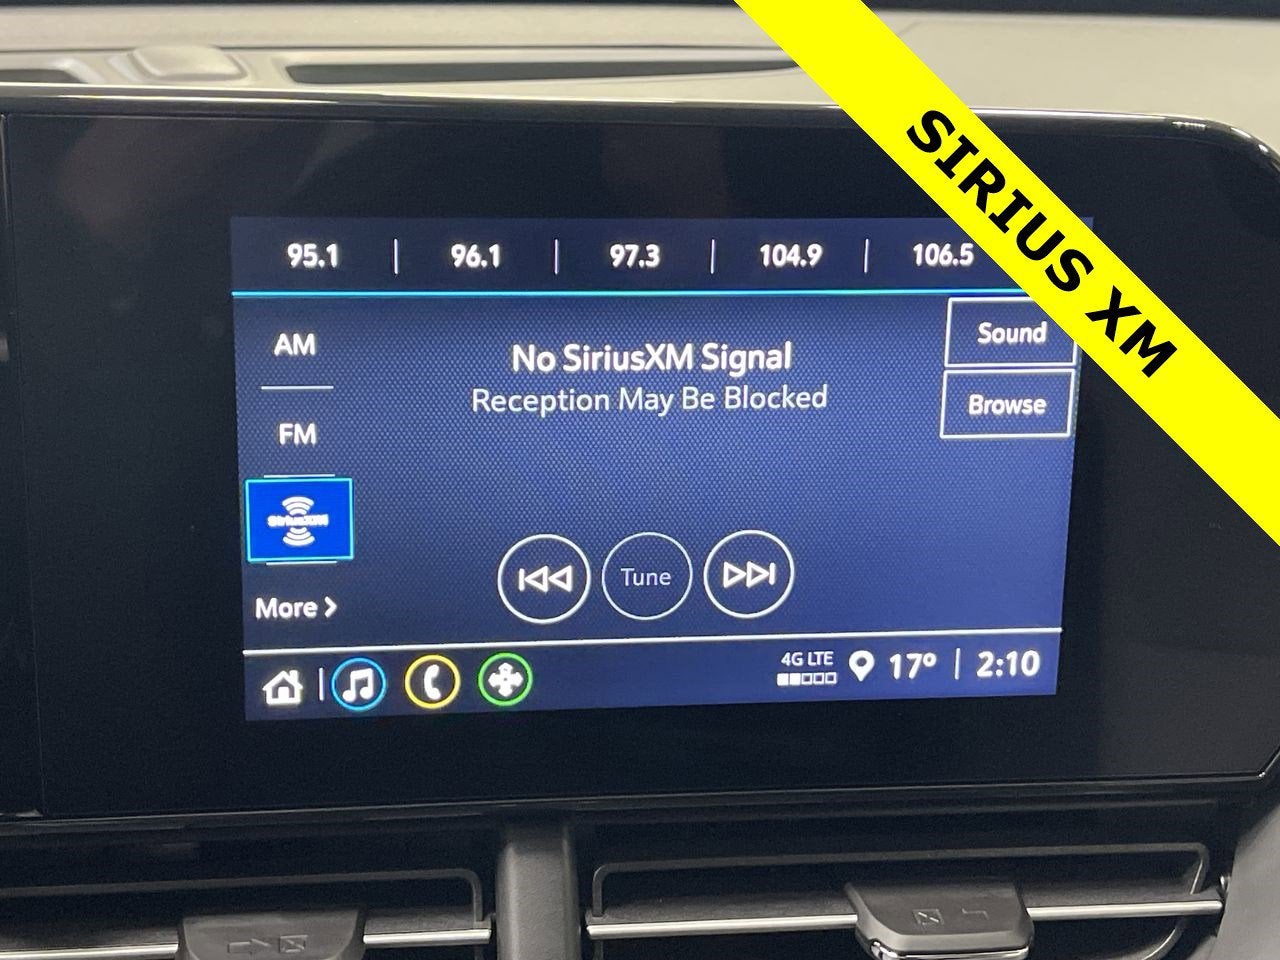 SIRIUS XM
95.1 | 96.1 | 97.3 | 104.9 | 106.5
AM
FM
SiriusXM
More >
No SiriusXM Signal
Reception May Be Blocked
Sound
Browse
Tune
4G LTE
17° | 2:10